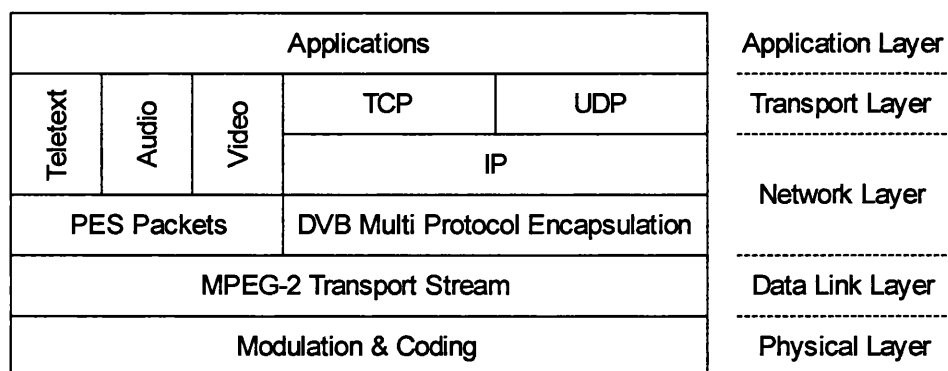 Applications
Application Layer
Teletext
Audio
Video
TCP
UDP
Transport Layer
IP
Network Layer
PES Packets
DVB Multi Protocol Encapsulation
MPEG-2 Transport Stream
Data Link Layer
Modulation & Coding
Physical Layer